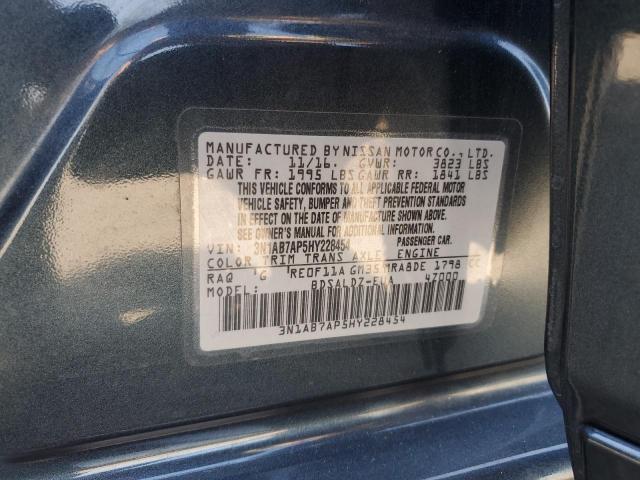 MANUFACTURED BY NISSAN MOTOR CO., LTD.
DATE: 11/16. GVWR: 3823 LBS
GAWR FR: 1995 LBS GAWR RR: 1841 LBS
THIS VEHICLE CONFORMS TO ALL APPLICABLE FEDERAL MOTOR
VEHICLE SAFETY, BUMPER AND THEFT PREVENTION STANDARDS
IN EFFECT ON THE DATE OF MANUFACTURE SHOWN ABOVE.
SEE OWNER'S MANUAL FOR ADDITIONAL INFORMATION.
VIN: 3N1AB7AP5HY228454 PASSENGER CAR.
COLOR TRIM TRANS AXLE ENGINE
RAQ G RE0F11A GM35 MRA8DE 1798 CC
MODEL: BDSALDZ-EUA 4Z000
3N1AB7AP5HY228454